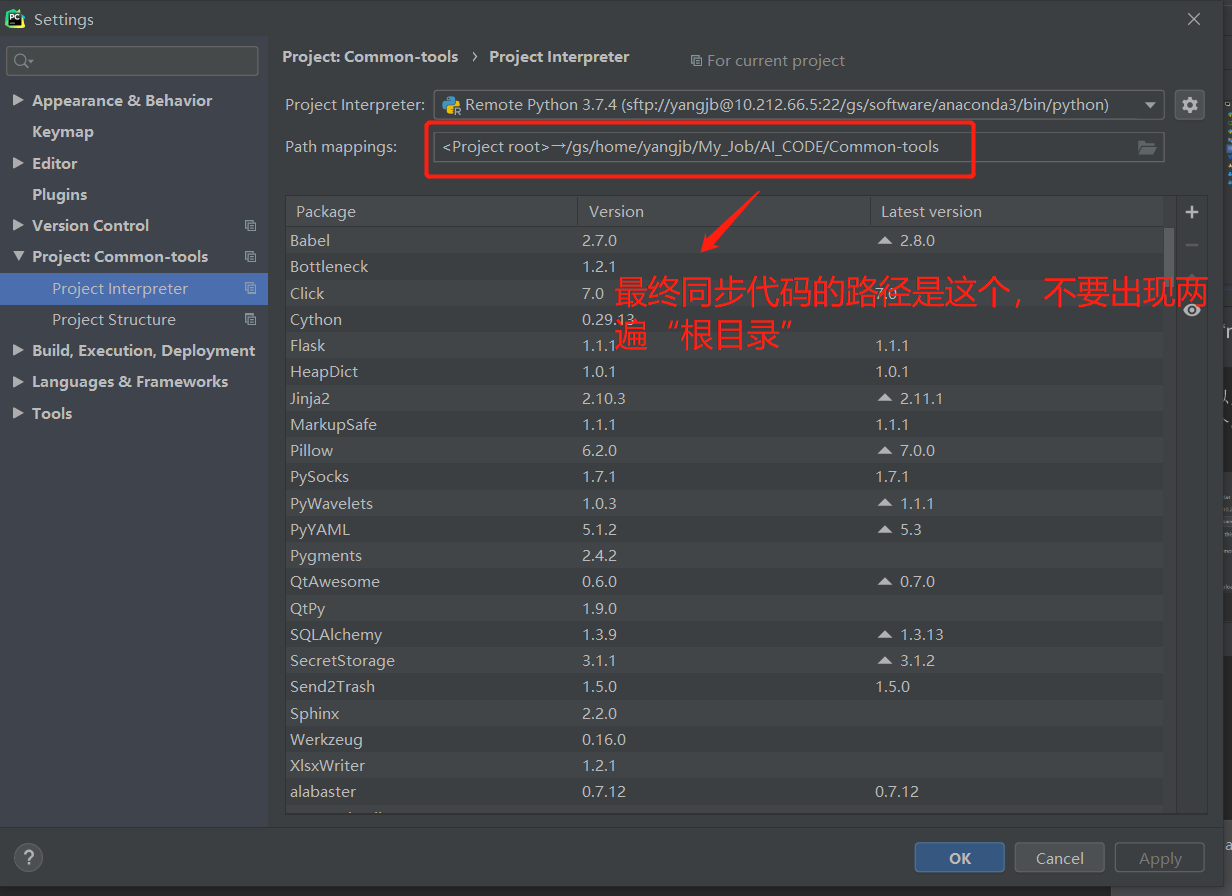 Settings
Project: Common-tools › Project Interpreter For current project
Appearance & Behavior
Keymap
Editor
Plugins
Version Control
Project: Common-tools
Project Interpreter
Project Structure
Build, Execution, Deployment
Languages & Frameworks
Tools
Project Interpreter: Remote Python 3.7.4 (sftp://yangjb@10.212.66.5:22/gs/software/anaconda3/bin/python)
Path mappings: <Project root>→/gs/home/yangjb/My_Job/AI_CODE/Common-tools
Package Version Latest version
Babel 2.7.0 2.8.0
Bottleneck 1.2.1
Click 7.0 7.0
Cython 0.29.13
Flask 1.1.1 1.1.1
HeapDict 1.0.1 1.0.1
Jinja2 2.10.3 2.11.1
MarkupSafe 1.1.1 1.1.1
Pillow 6.2.0 7.0.0
PySocks 1.7.1 1.7.1
PyWavelets 1.0.3 1.1.1
PyYAML 5.1.2 5.3
Pygments 2.4.2
QtAwesome 0.6.0 0.7.0
QtPy 1.9.0
SQLAlchemy 1.3.9 1.3.13
SecretStorage 3.1.1 3.1.2
Send2Trash 1.5.0 1.5.0
Sphinx 2.2.0
Werkzeug 0.16.0
XlsxWriter 1.2.1
alabaster 0.7.12 0.7.12
最终同步代码的路径是这个，不要出现两
遍“根目录”
? OK Cancel Apply